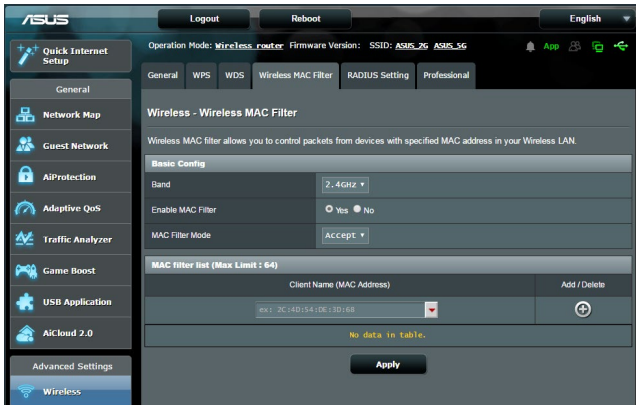 ASUS
Logout
Reboot
English
Quick Internet
Setup
Operation Mode: Wireless router Firmware Version: SSID: ASUS_2G ASUS_5G
App
General WPS WDS Wireless MAC Filter RADIUS Setting Professional
General
Network Map
Guest Network
AiProtection
Adaptive QoS
Traffic Analyzer
Game Boost
USB Application
AiCloud 2.0
Advanced Settings
Wireless
Wireless - Wireless MAC Filter
Wireless MAC filter allows you to control packets from devices with specified MAC address in your Wireless LAN.
Basic Config
Band 2.4GHz
Enable MAC Filter Yes No
MAC Filter Mode Accept
MAC filter list (Max Limit : 64)
Client Name (MAC Address) Add / Delete
ex: 2C:4D:54:DE:3D:68
No data in table.
Apply